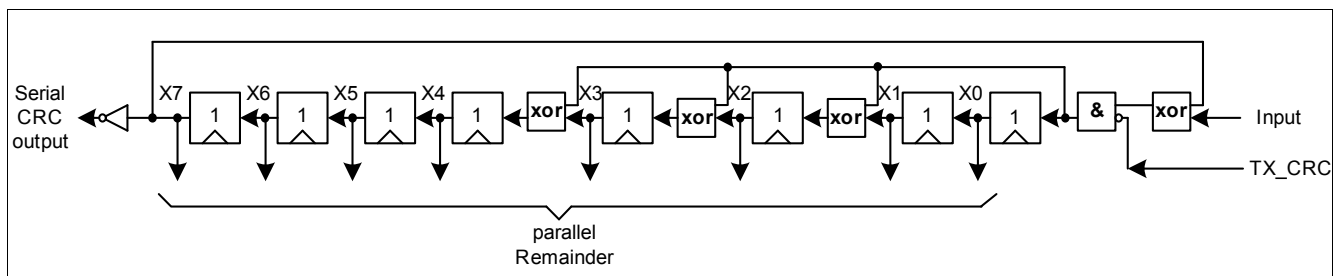 Serial
CRC
output
X7 1 X6 1 X5 1 X4 1 xor X3 1 xor X2 1 xor X1 1 X0 1 & xor Input
TX_CRC
parallel
Remainder